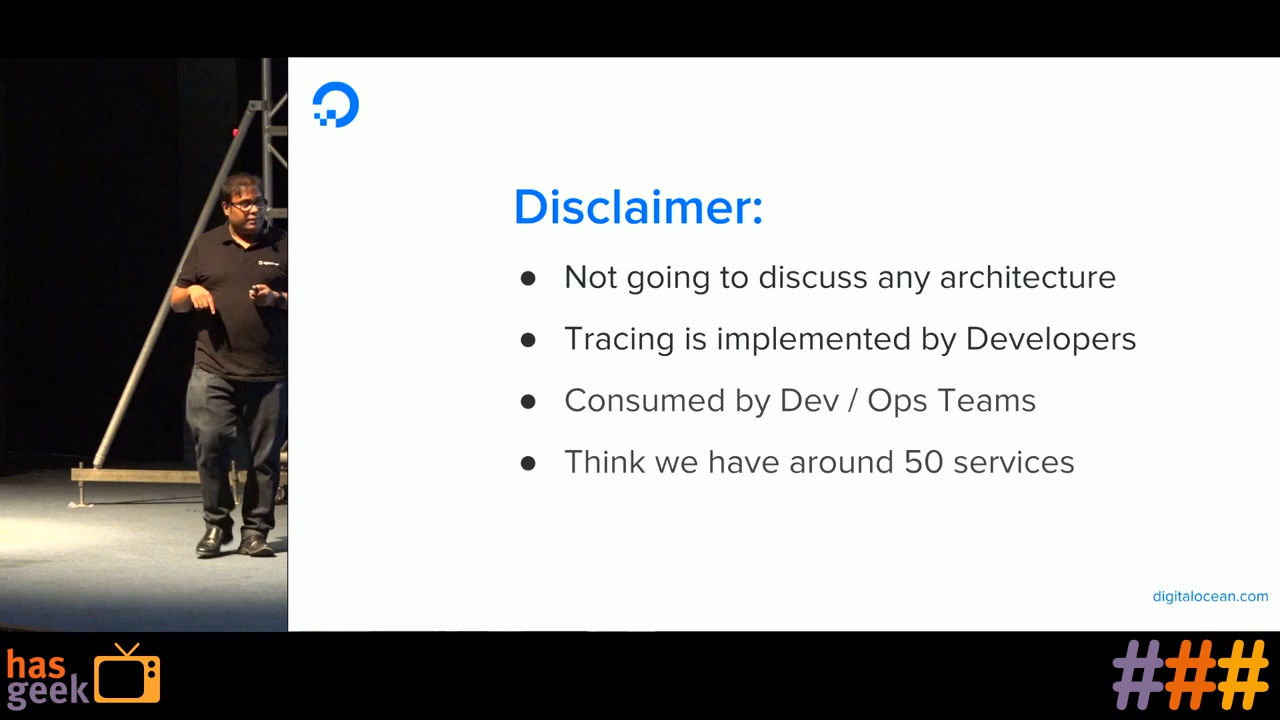 Disclaimer:
● Not going to discuss any architecture
● Tracing is implemented by Developers
● Consumed by Dev / Ops Teams
● Think we have around 50 services
digitalocean.com
has
geek
###